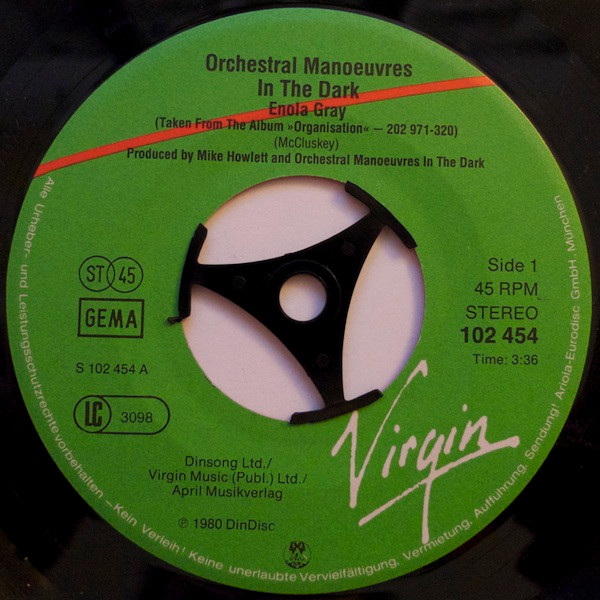 Orchestral Manoeuvres
In The Dark
Enola Gray
(Taken From The Album »Organisation« — 202 971-320)
(McCluskey)
Produced by Mike Howlett and Orchestral Manoeuvres In The Dark
ST 45
GEMA
S 102 454 A
LC 3098
Side 1
45 RPM
STEREO
102 454
Time: 3:36
Virgin
Dinsong Ltd./
Virgin Music (Publ.) Ltd./
April Musikverlag
℗ 1980 DinDisc
Alle Urheber- und Leistungsschutzrechte vorbehalten – Kein Verleih! Keine unerlaubte Vervielfältigung, Vermietung, Aufführung, Sendung! Ariola-Eurodisc GmbH. München